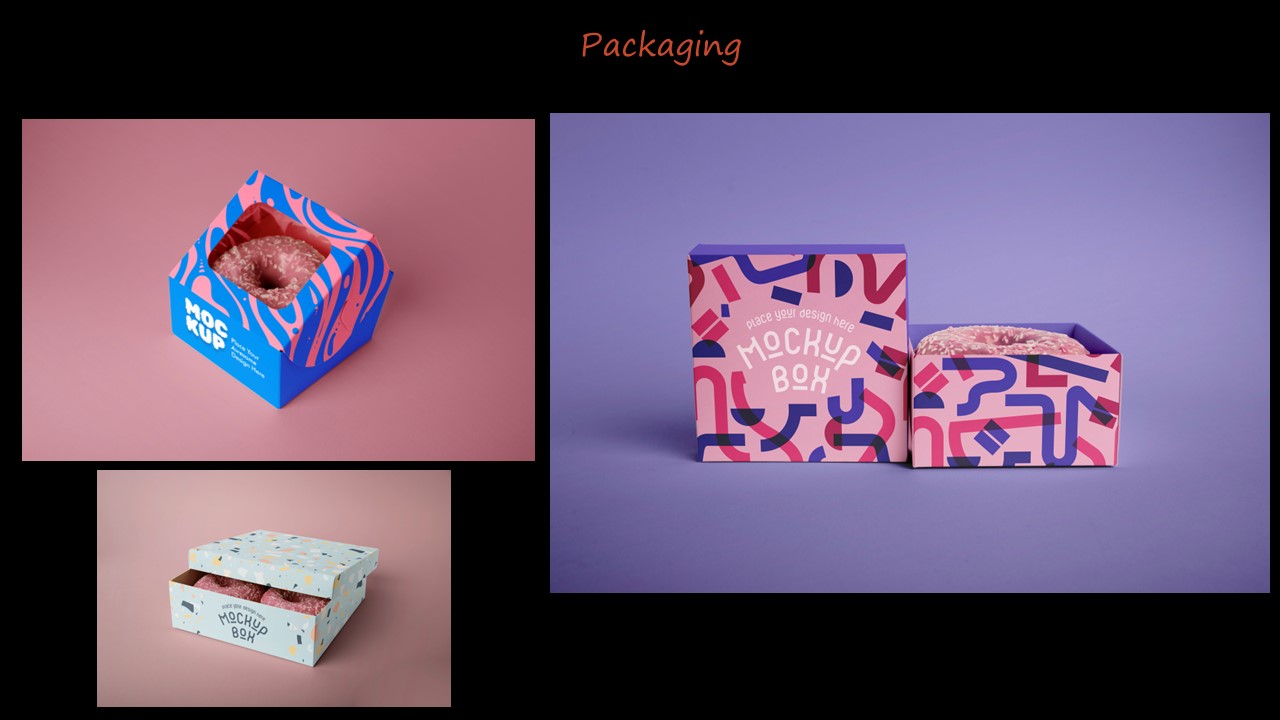 Packaging
MOC
KUP
Place Your
Awesome
Design Here
place your design here
MOCKUP
BOX
place your design here
MOCKUP
BOX